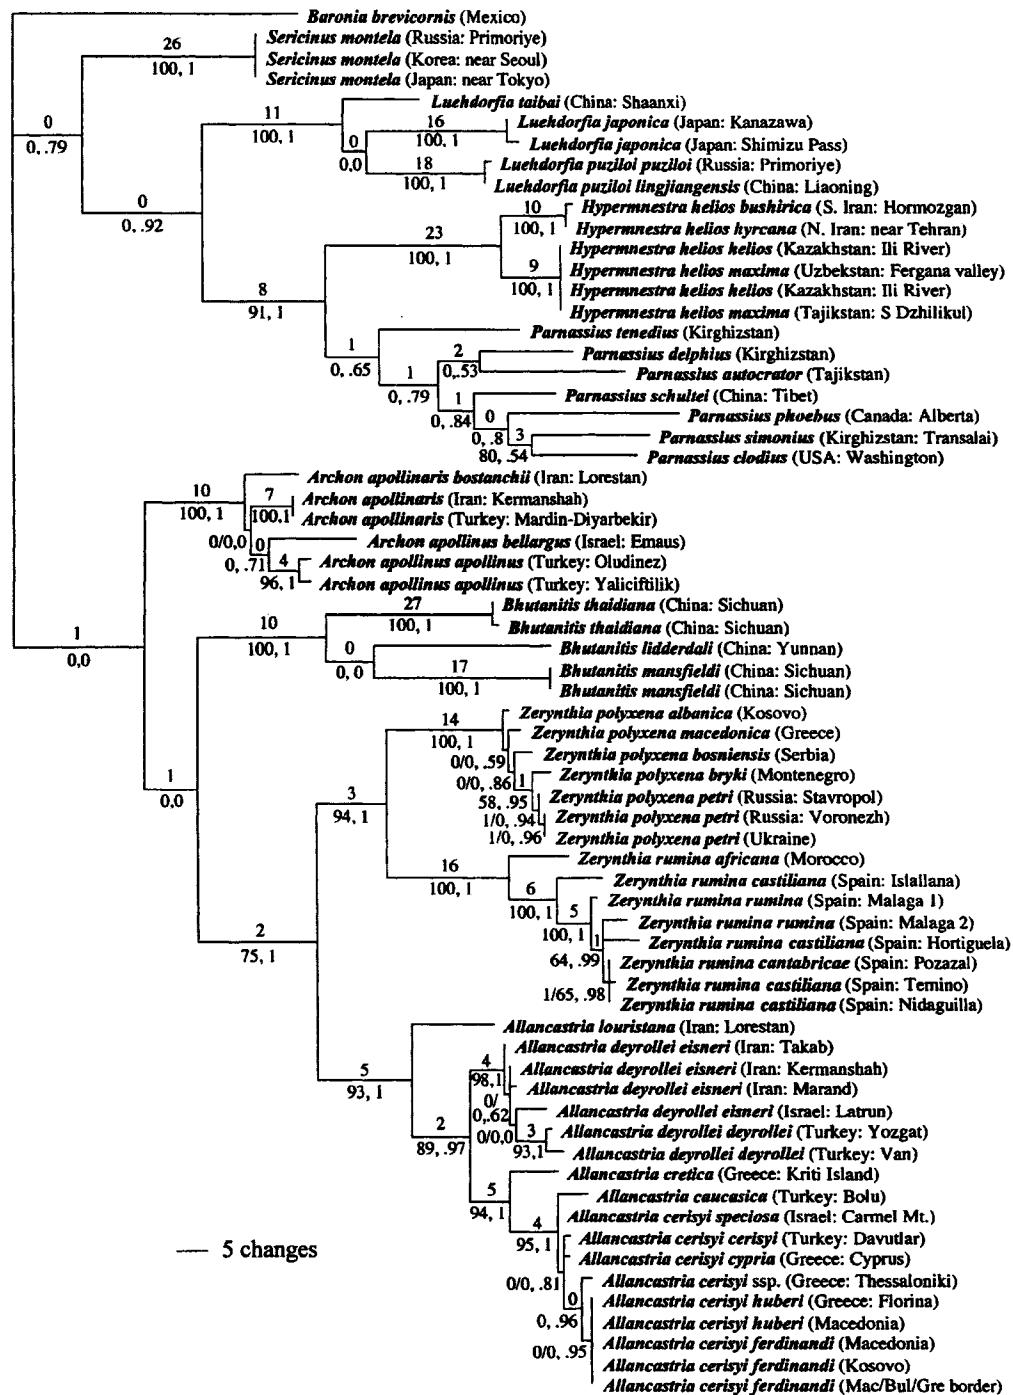 Baronia brevicornis (Mexico)
26
Sericinus montela (Russia: Primoriye)
100, 1
Sericinus montela (Korea: near Seoul)
Sericinus montela (Japan: near Tokyo)
0
0, .79
11
100, 1
Luehdorfia taibai (China: Shaanxi)
16
100, 1
Luehdorfia japonica (Japan: Kanazawa)
0
0,0
Luehdorfia japonica (Japan: Shimizu Pass)
18
100, 1
Luehdorfia puziloi puziloi (Russia: Primoriye)
Luehdorfia puziloi lingjiangensis (China: Liaoning)
0
0, .92
10
100, 1
Hypermnestra helios bushirica (S. Iran: Hormozgan)
Hypermnestra helios hyrcana (N. Iran: near Tehran)
23
100, 1
Hypermnestra helios helios (Kazakhstan: Ili River)
9
100, 1
Hypermnestra helios maxima (Uzbekstan: Fergana valley)
Hypermnestra helios helios (Kazakhstan: Ili River)
Hypermnestra helios maxima (Tajikstan: S Dzhilikul)
8
91, 1
Parnassius tenedius (Kirghizstan)
1
0, .65
2
0,.53
Parnassius delphius (Kirghizstan)
Parnassius autocrator (Tajikstan)
1
0, .79
1
0, .84
Parnassius schultei (China: Tibet)
0
0, .8
Parnassius phoebus (Canada: Alberta)
3
80, .54
Parnassius simonius (Kirghizstan: Transalai)
Parnassius clodius (USA: Washington)
10
100, 1
Archon apollinaris bostanchii (Iran: Lorestan)
7
100,1
Archon apollinaris (Iran: Kermanshah)
Archon apollinaris (Turkey: Mardin-Diyarbekir)
0/0,0
0
0, .71
Archon apollinus bellargus (Israel: Emaus)
4
96, 1
Archon apollinus apollinus (Turkey: Oludinez)
Archon apollinus apollinus (Turkey: Yaliciftilik)
1
0,0
27
100, 1
Bhutanitis thaidiana (China: Sichuan)
Bhutanitis thaidiana (China: Sichuan)
10
100, 1
0
0, 0
Bhutanitis lidderdali (China: Yunnan)
17
100, 1
Bhutanitis mansfieldi (China: Sichuan)
Bhutanitis mansfieldi (China: Sichuan)
14
100, 1
Zerynthia polyxena albanica (Kosovo)
Zerynthia polyxena macedonica (Greece)
0/0, .59
Zerynthia polyxena bosniensis (Serbia)
0/0, .86
1
58, .95
Zerynthia polyxena bryki (Montenegro)
1
0,0
3
94, 1
Zerynthia polyxena petri (Russia: Stavropol)
1/0, .94
Zerynthia polyxena petri (Russia: Voronezh)
1/0, .96
Zerynthia polyxena petri (Ukraine)
16
100, 1
Zerynthia rumina africana (Morocco)
6
100, 1
Zerynthia rumina castiliana (Spain: Islallana)
5
100, 1
Zerynthia rumina rumina (Spain: Malaga 1)
Zerynthia rumina rumina (Spain: Malaga 2)
1
64, .99
Zerynthia rumina castiliana (Spain: Hortiguela)
Zerynthia rumina cantabricae (Spain: Pozazal)
1/65, .98
Zerynthia rumina castiliana (Spain: Temino)
Zerynthia rumina castiliana (Spain: Nidaguilla)
2
75, 1
Allancastria louristana (Iran: Lorestan)
5
93, 1
4
98,1
Allancastria deyrollei eisneri (Iran: Takab)
Allancastria deyrollei eisneri (Iran: Kermanshah)
0/
0,.62
Allancastria deyrollei eisneri (Iran: Marand)
0/0,0
Allancastria deyrollei eisneri (Israel: Latrun)
3
93,1
Allancastria deyrollei deyrollei (Turkey: Yozgat)
Allancastria deyrollei deyrollei (Turkey: Van)
2
89, .97
5
94, 1
Allancastria cretica (Greece: Kriti Island)
4
95, 1
Allancastria caucasica (Turkey: Bolu)
Allancastria cerisyi speciosa (Israel: Carmel Mt.)
Allancastria cerisyi cerisyi (Turkey: Davutlar)
Allancastria cerisyi cypria (Greece: Cyprus)
0/0, .81
Allancastria cerisyi ssp. (Greece: Thessaloniki)
0
0, .96
Allancastria cerisyi huberi (Greece: Florina)
Allancastria cerisyi huberi (Macedonia)
0/0, .95
Allancastria cerisyi ferdinandi (Macedonia)
Allancastria cerisyi ferdinandi (Kosovo)
Allancastria cerisyi ferdinandi (Mac/Bul/Gre border)
5 changes